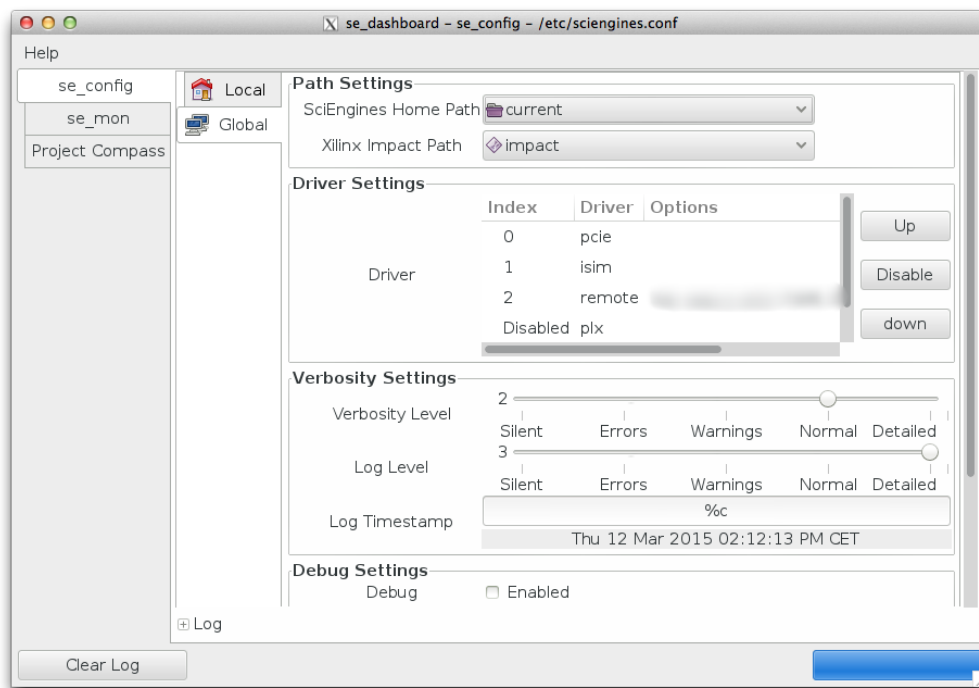 se_dashboard - se_config - /etc/sciengines.conf
Help
se_config
se_mon
Project Compass
Local
Global
Path Settings
SciEngines Home Path current
Xilinx Impact Path impact
Driver Settings
Index Driver Options
Driver
0 pcie
1 isim
2 remote
Disabled plx
Up
Disable
down
Verbosity Settings
Verbosity Level 2
Silent Errors Warnings Normal Detailed
Log Level 3
Silent Errors Warnings Normal Detailed
Log Timestamp %c
Thu 12 Mar 2015 02:12:13 PM CET
Debug Settings
Debug Enabled
Log
Clear Log